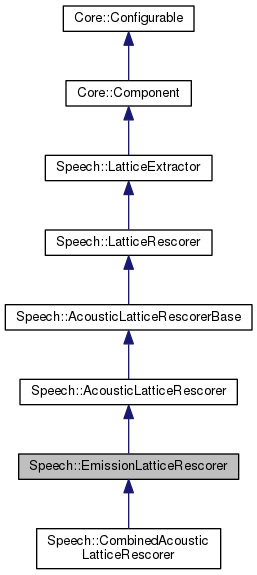 Core::Configurable
Core::Component
Speech::LatticeExtractor
Speech::LatticeRescorer
Speech::AcousticLatticeRescorerBase
Speech::AcousticLatticeRescorer
Speech::EmissionLatticeRescorer
Speech::CombinedAcoustic
LatticeRescorer